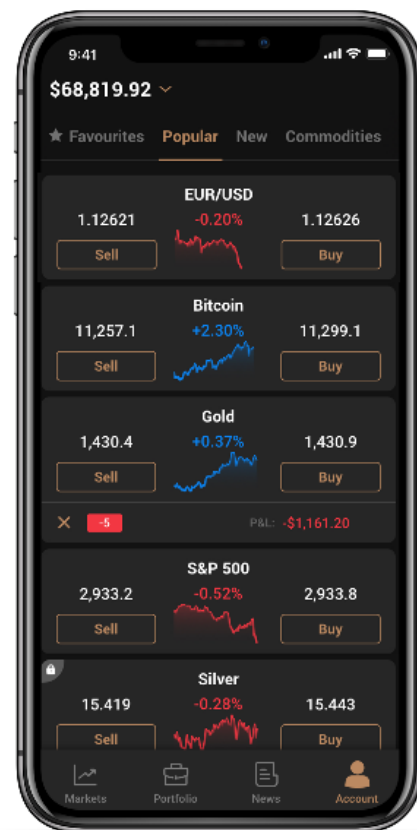 9:41
$68,819.92
Favourites Popular New Commodities
EUR/USD
1.12621 -0.20% 1.12626
Sell Buy
Bitcoin
11,257.1 +2.30% 11,299.1
Sell Buy
Gold
1,430.4 +0.37% 1,430.9
Sell Buy
-5 P&L: -$1,161.20
S&P 500
2,933.2 -0.52% 2,933.8
Sell Buy
Silver
15.419 -0.28% 15.443
Sell Buy
Markets Portfolio News Account